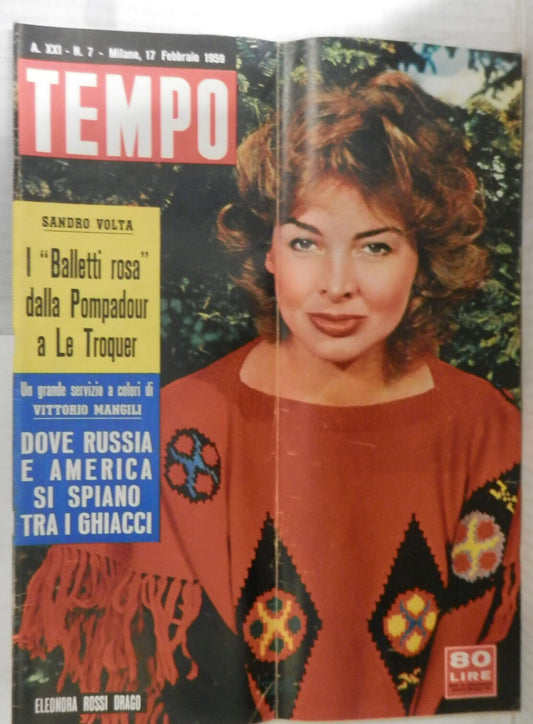 A. XXI - N. 7 - Milano, 17 Febbraio 1959
TEMPO
SANDRO VOLTA
I "Balletti rosa"
dalla Pompadour
a Le Troquer
Un grande servizio a colori di
VITTORIO MANGILI
DOVE RUSSIA
E AMERICA
SI SPIANO
TRA I GHIACCI
ELEONORA ROSSI DRAGO
80
LIRE